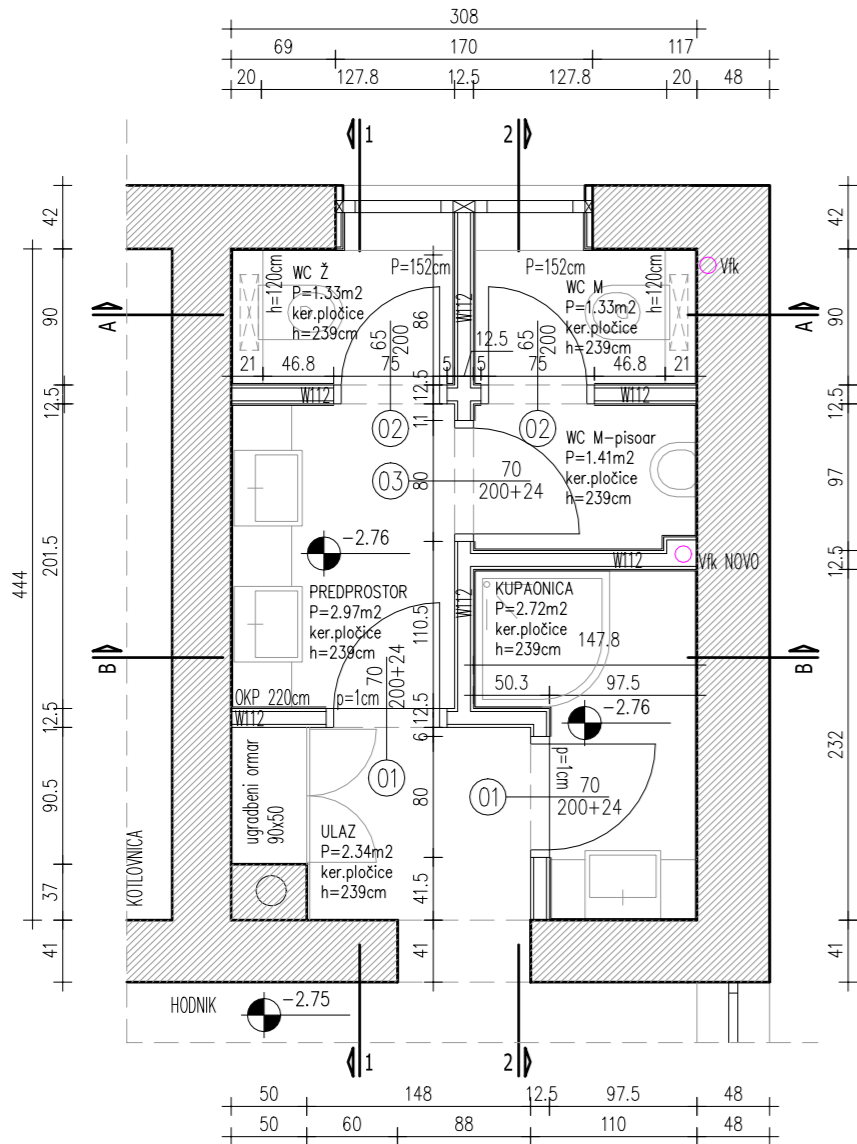 308
69 170 117
20 127.8 12.5 127.8 20 48
1 2
42 42
WC Ž
P=1.33m2
ker.pločice
h=239cm
P=152cm
h=120cm
P=152cm
WC M
P=1.33m2
ker.pločice
h=239cm
h=120cm
Vfk
A A
90 90
86
65
200
W112
65
200
12.5
21 46.8 75 5 5 75 46.8 21
12.5 W112 12.5 W112 12.5
11
02 02
WC M-pisoar
P=1.41m2
ker.pločice
h=239cm
97
03 80 70
200+24
-2.76
201.5
444
W112 Vfk NOVO
12.5
PREDPROSTOR
P=2.97m2
ker.pločice
h=239cm
110.5
W112
KUPAONICA
P=2.72m2
ker.pločice
h=239cm
147.8
B B
70
200+24
50.3 97.5
OKP 220cm p=1cm
12.5 W112 12.5
-2.76
6
232
01
p=1cm
ugradbeni ormar
90x50
90.5
80
01 70
200+24
ULAZ
P=2.34m2
ker.pločice
h=239cm
KOTLOVNICA
37 41.5
41 41 41
HODNIK -2.75
1 2
50 148 12.5 97.5 48
50 60 88 110 48